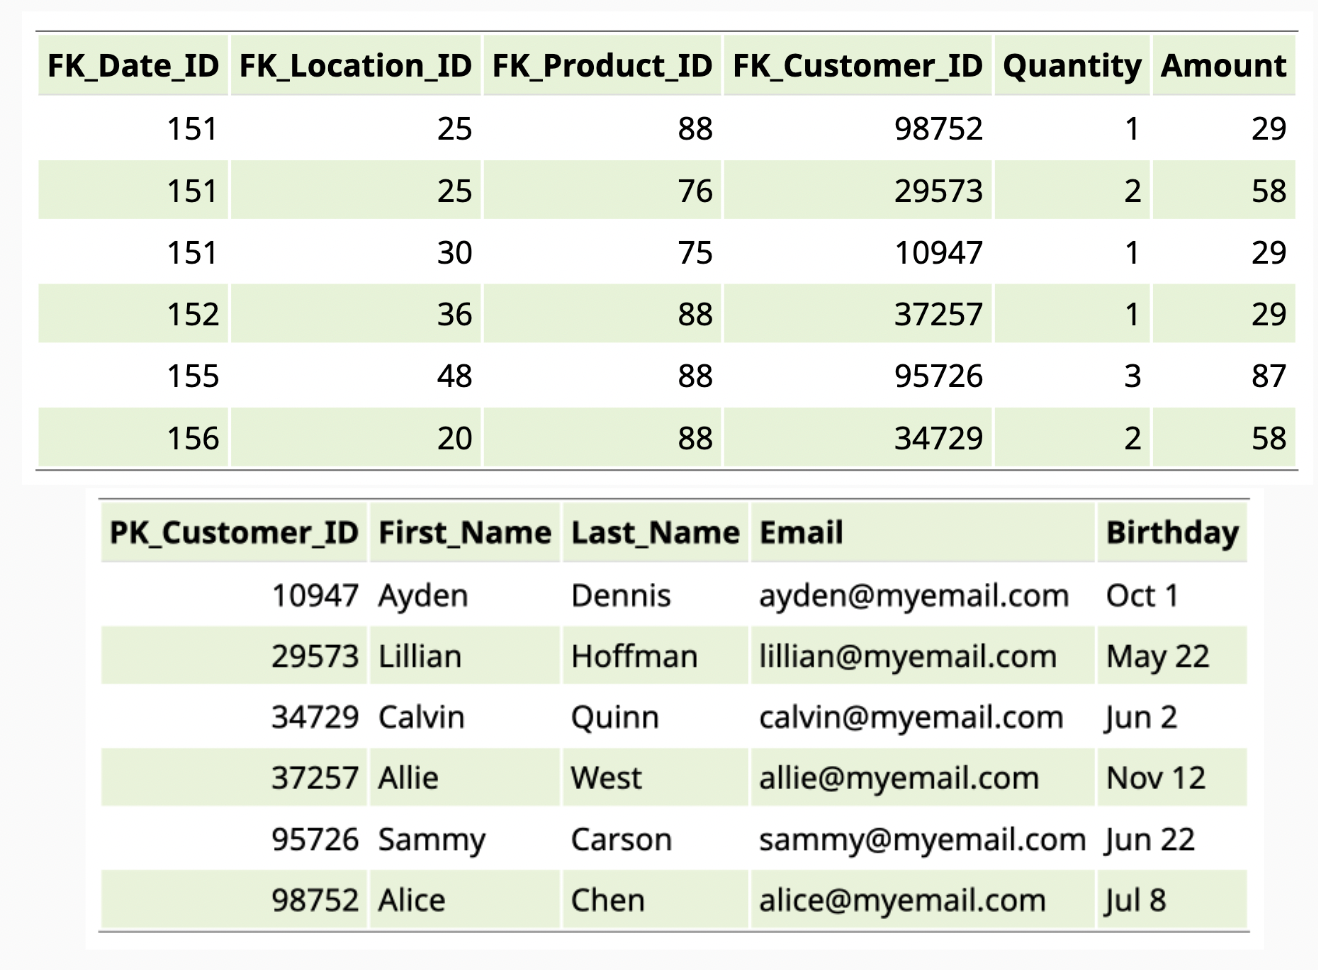 FK_Date_ID FK_Location_ID FK_Product_ID FK_Customer_ID Quantity Amount
151 25 88 98752 1 29
151 25 76 29573 2 58
151 30 75 10947 1 29
152 36 88 37257 1 29
155 48 88 95726 3 87
156 20 88 34729 2 58
PK_Customer_ID First_Name Last_Name Email Birthday
10947 Ayden Dennis ayden@myemail.com Oct 1
29573 Lillian Hoffman lillian@myemail.com May 22
34729 Calvin Quinn calvin@myemail.com Jun 2
37257 Allie West allie@myemail.com Nov 12
95726 Sammy Carson sammy@myemail.com Jun 22
98752 Alice Chen alice@myemail.com Jul 8